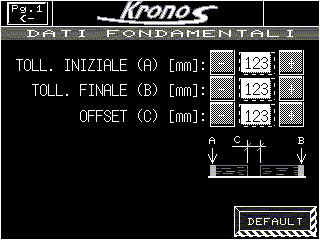 Pg.1
<-
KronoS
DATI FONDAMENTALI
TOLL. INIZIALE (A) [mm]: - 123 +
TOLL. FINALE (B) [mm]: - 123 +
OFFSET (C) [mm]: - 123 +
A C B
DEFAULT